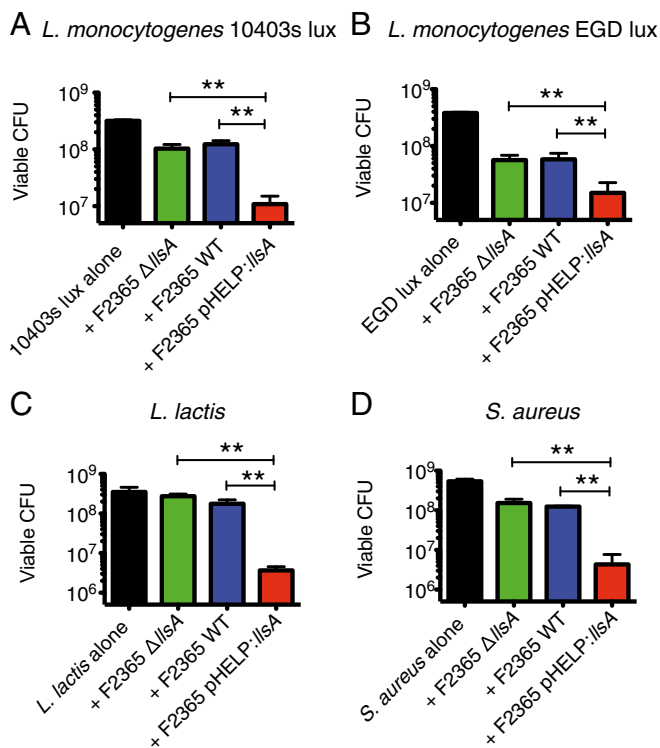 A L. monocytogenes 10403s lux
**
**
Viable CFU
10⁹
10⁸
10⁷
10403s lux alone
+ F2365 ΔllsA
+ F2365 WT
+ F2365 pHELP:llsA
B L. monocytogenes EGD lux
**
**
Viable CFU
10⁹
10⁸
10⁷
EGD lux alone
+ F2365 ΔllsA
+ F2365 WT
+ F2365 pHELP:llsA
C L. lactis
**
**
Viable CFU
10⁹
10⁸
10⁷
10⁶
L. lactis alone
+ F2365 ΔllsA
+ F2365 WT
+ F2365 pHELP:llsA
D S. aureus
**
**
Viable CFU
10⁹
10⁸
10⁷
10⁶
S. aureus alone
+ F2365 ΔllsA
+ F2365 WT
+ F2365 pHELP:llsA